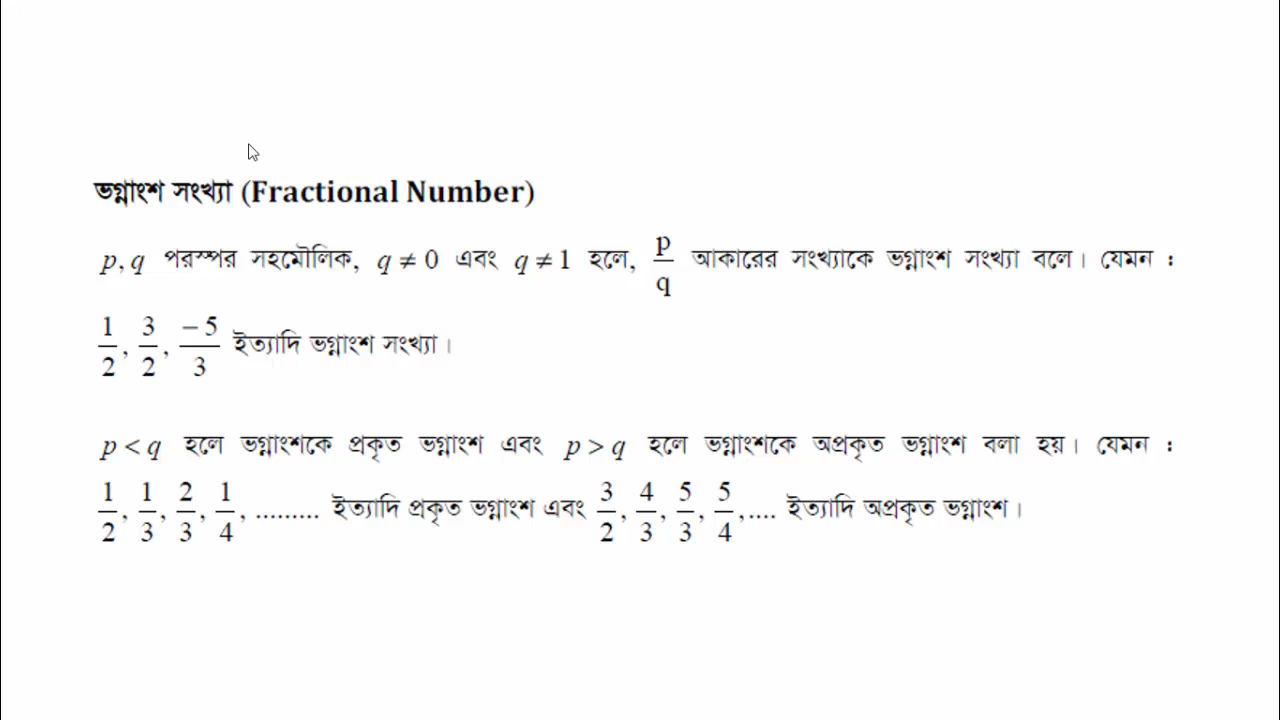 ভগ্নাংশ সংখ্যা (Fractional Number)
p, q পরস্পর সহমৌলিক, q ≠ 0 এবং q ≠ 1 হলে, p/q আকারের সংখ্যাকে ভগ্নাংশ সংখ্যা বলে। যেমন :
1/2, 3/2, -5/3 ইত্যাদি ভগ্নাংশ সংখ্যা।
p < q হলে ভগ্নাংশকে প্রকৃত ভগ্নাংশ এবং p > q হলে ভগ্নাংশকে অপ্রকৃত ভগ্নাংশ বলা হয়। যেমন :
1/2, 1/3, 2/3, 1/4, ......... ইত্যাদি প্রকৃত ভগ্নাংশ এবং 3/2, 4/3, 5/3, 5/4, .... ইত্যাদি অপ্রকৃত ভগ্নাংশ।